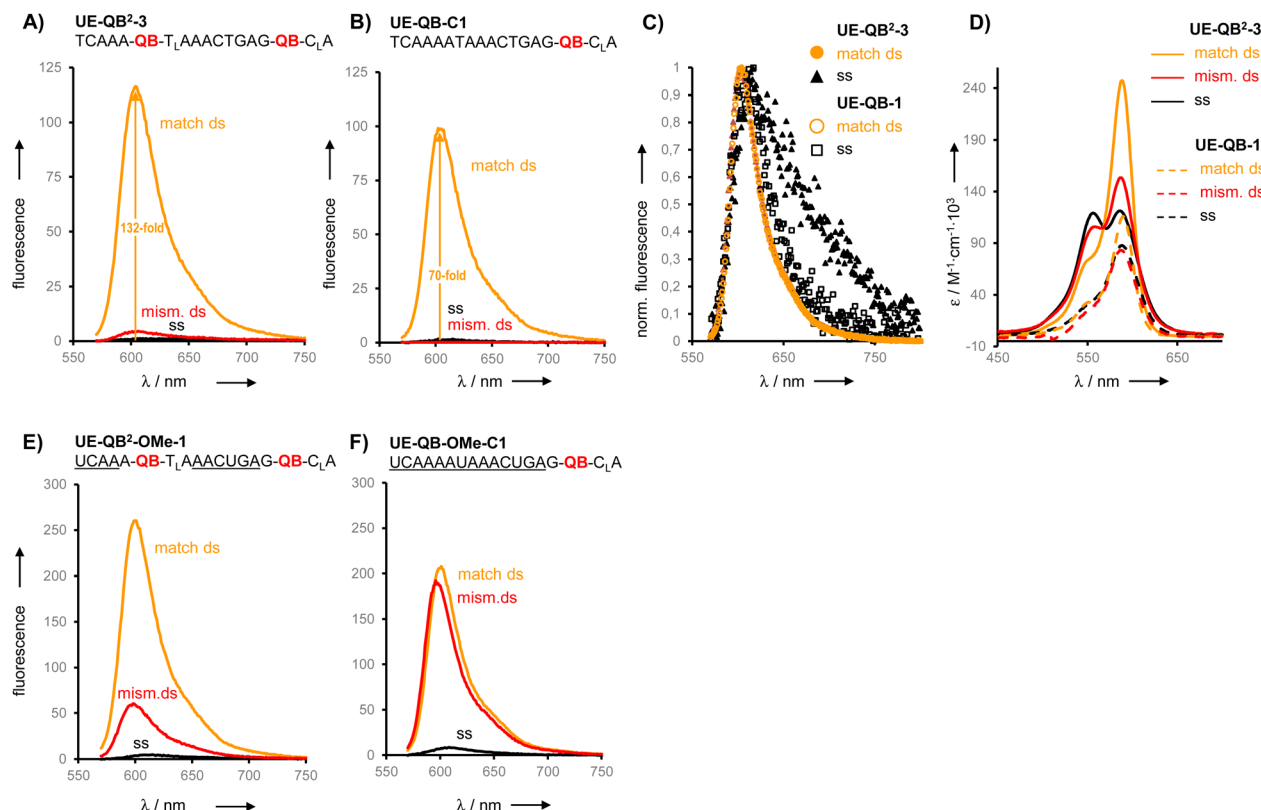 A)
UE-QB²-3
TCAAA-QB-TLAAACTGAG-QB-CLA
125
100
75
50
25
0
550
600
650
700
750
fluorescence
λ / nm
match ds
132-fold
mism. ds
ss
B)
UE-QB-C1
TCAAAATAAACTGAG-QB-CLA
125
100
75
50
25
0
550
600
650
700
750
fluorescence
λ / nm
match ds
70-fold
ss
mism. ds
C)
UE-QB²-3
match ds
ss
UE-QB-1
match ds
ss
1
0,9
0,8
0,7
0,6
0,5
0,4
0,3
0,2
0,1
0
550
650
750
norm. fluorescence
λ / nm
D)
UE-QB²-3
match ds
mism. ds
ss
UE-QB-1
match ds
mism. ds
ss
240
190
140
90
40
-10
450
550
650
ε / M⁻¹·cm⁻¹·10³
λ / nm
E)
UE-QB²-OMe-1
UCAAA-QB-TLAAACUGAG-QB-CLA
300
250
200
150
100
50
0
550
600
650
700
750
fluorescence
λ / nm
match ds
mism.ds
ss
F)
UE-QB-OMe-C1
UCAAAAUAAACUGAG-QB-CLA
300
250
200
150
100
50
0
550
600
650
700
750
λ / nm
match ds
mism.ds
ss